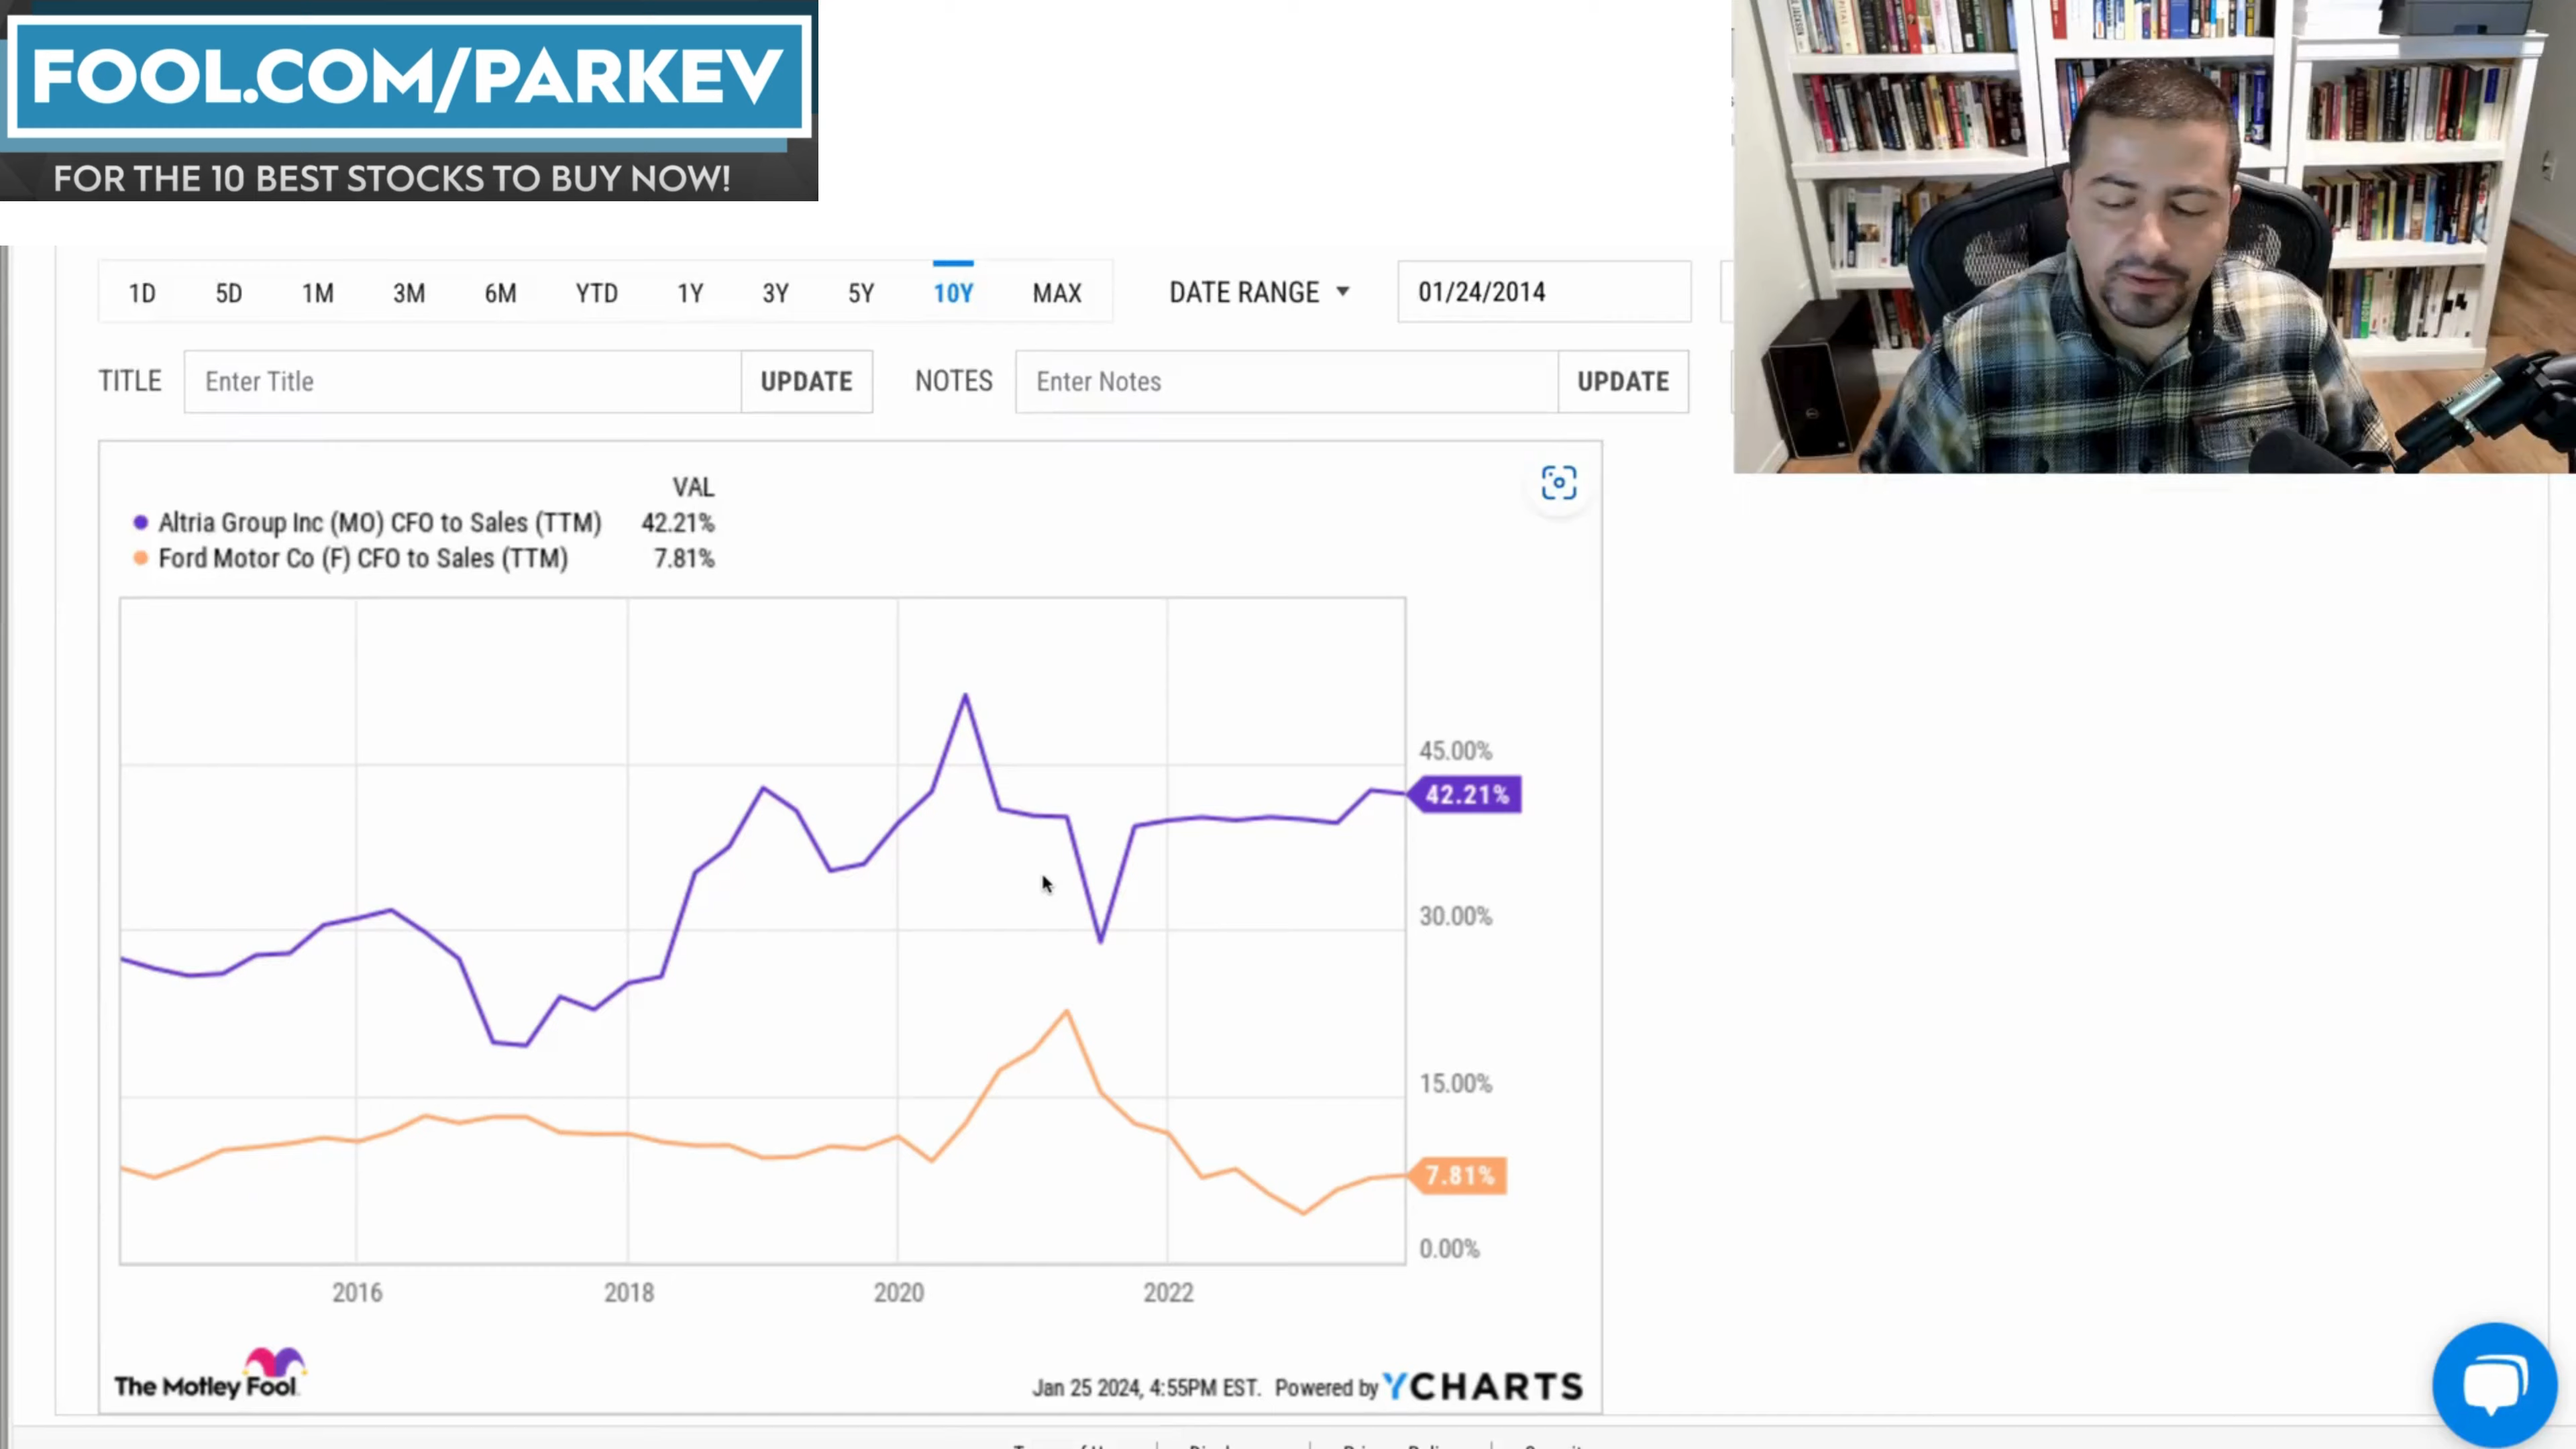 FOOL.COM/PARKEV
FOR THE 10 BEST STOCKS TO BUY NOW!
1D 5D 1M 3M 6M YTD 1Y 3Y 5Y 10Y MAX DATE RANGE 01/24/2014
TITLE Enter Title UPDATE NOTES Enter Notes UPDATE
VAL
Altria Group Inc (MO) CFO to Sales (TTM) 42.21%
Ford Motor Co (F) CFO to Sales (TTM) 7.81%
45.00%
42.21%
30.00%
15.00%
7.81%
0.00%
2016 2018 2020 2022
The Motley Fool
Jan 25 2024, 4:55PM EST. Powered by YCHARTS